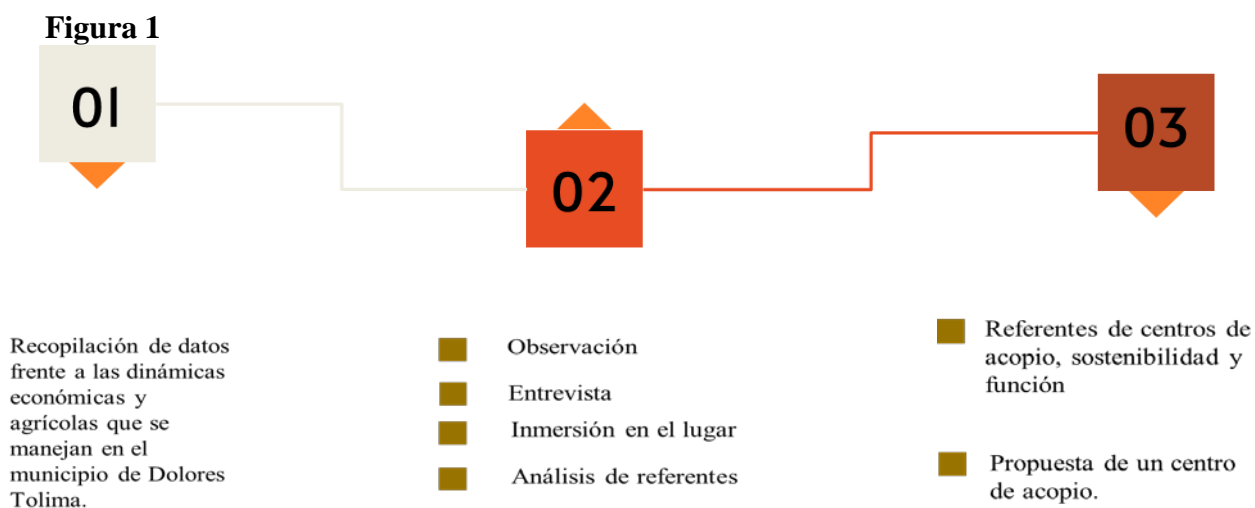 Figura 1
01
02
03
Recopilación de datos
frente a las dinámicas
económicas y
agrícolas que se
manejan en el
municipio de Dolores
Tolima.
Observación
Entrevista
Inmersión en el lugar
Análisis de referentes
Referentes de centros de
acopio, sostenibilidad y
función
Propuesta de un centro
de acopio.